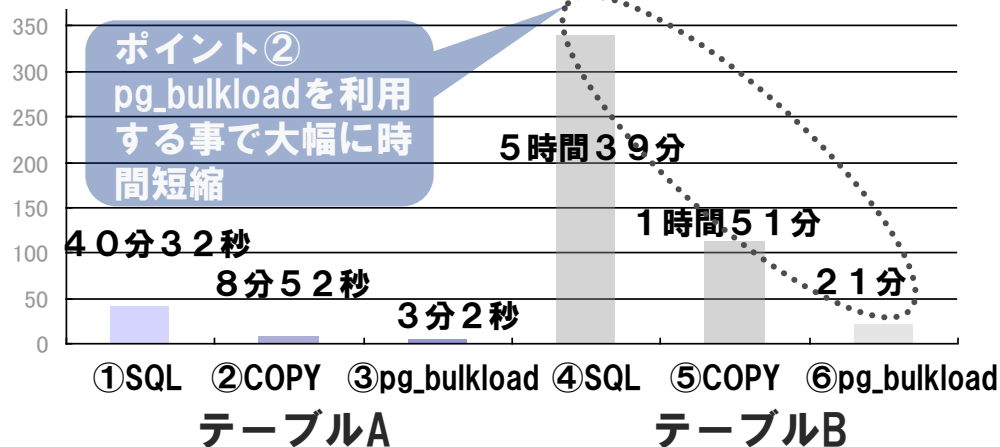 350
300
250
200
150
100
50
0
ポイント②
pg_bulkloadを利用
する事で大幅に時
間短縮
５時間３９分
１時間５１分
４０分３２秒
８分５２秒
２１分
３分２秒
①SQL ②COPY ③pg_bulkload ④SQL ⑤COPY ⑥pg_bulkload
テーブルA テーブルB